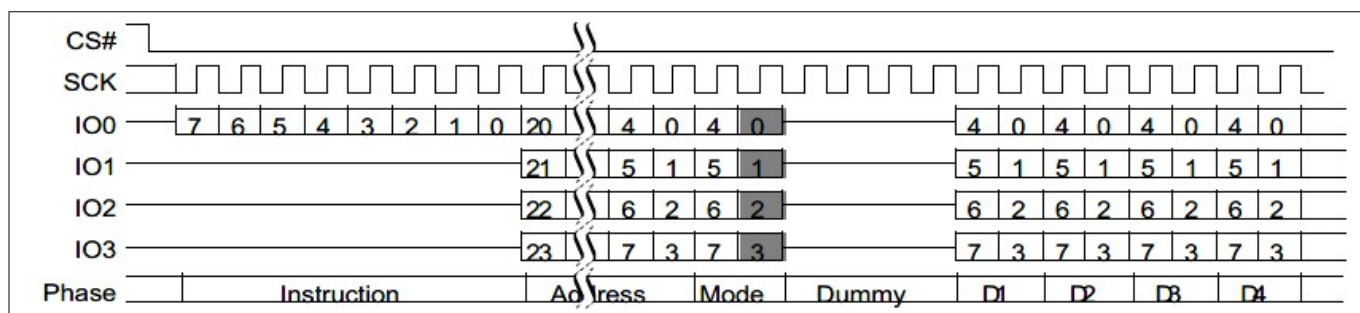 CS#
SCK
IO0 7 6 5 4 3 2 1 0 20 4 0 4 0 4 0 4 0 4 0 4 0
IO1 21 5 1 5 1 5 1 5 1 5 1 5 1
IO2 22 6 2 6 2 6 2 6 2 6 2 6 2
IO3 23 7 3 7 3 7 3 7 3 7 3 7 3
Phase Instruction Address Mode Dummy D1 D2 D3 D4